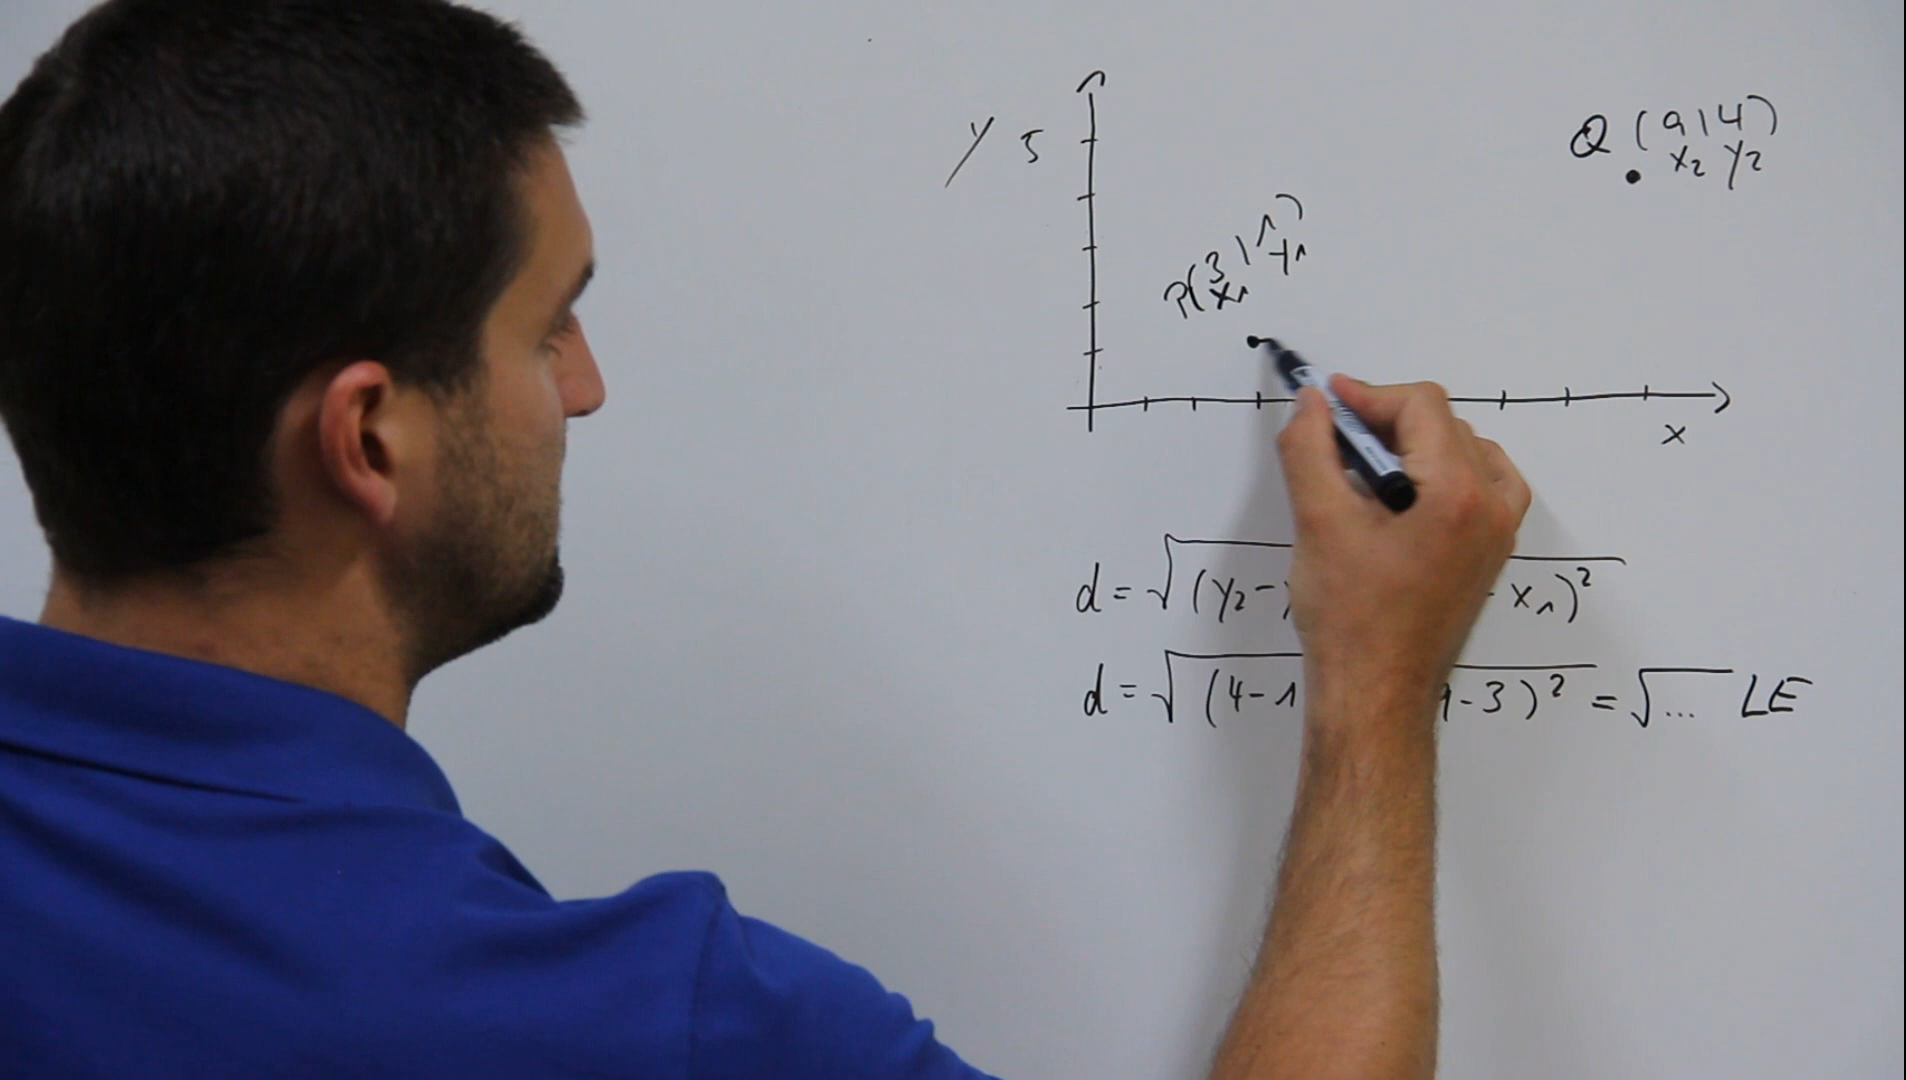 y 5
Q (9|4)
x₂ y₂
P(3|1)
x₁ y₁
x
d = √(y₂ - x₁)²
d = √(4-1 9-3)² = √... LE